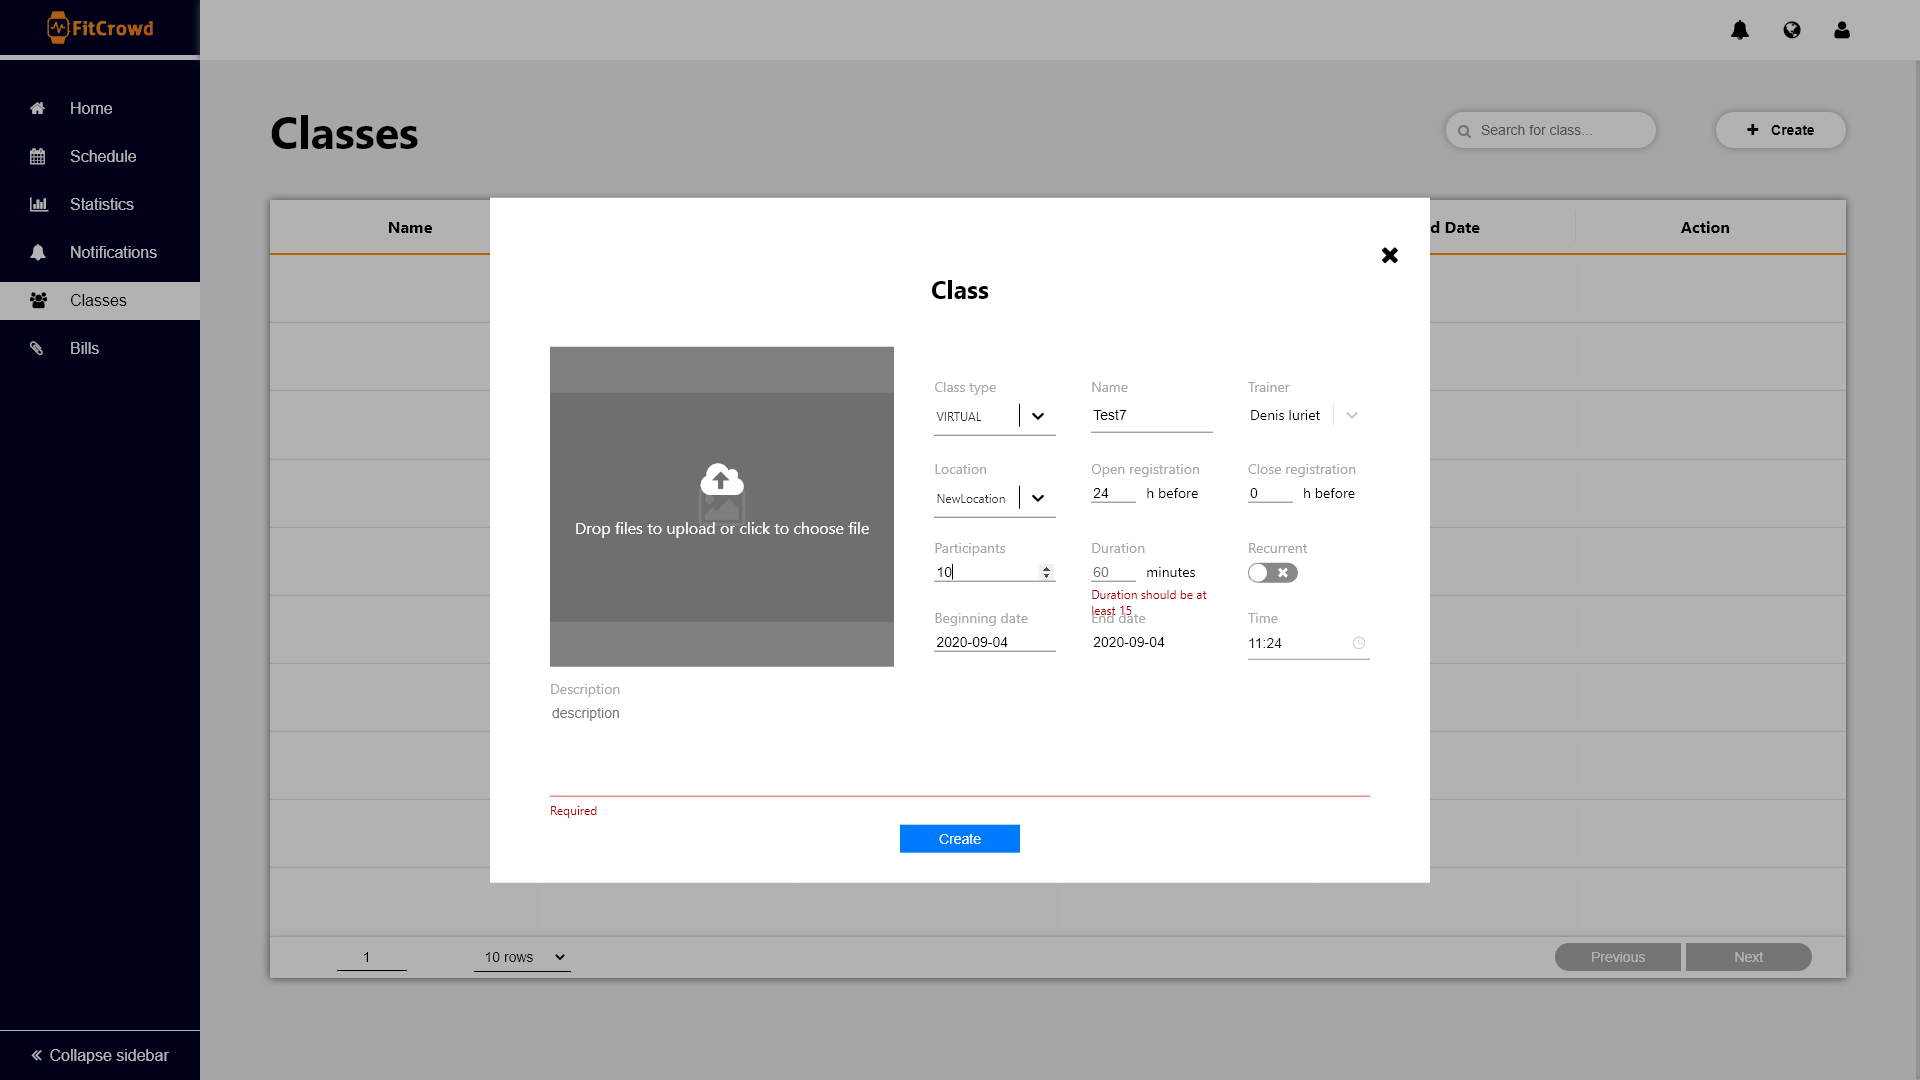 FitCrowd
Home
Schedule
Statistics
Notifications
Classes
Bills
Collapse sidebar
Classes
Search for class...
Create
Name
d Date
Action
Class
Drop files to upload or click to choose file
Class type
VIRTUAL
Name
Test7
Trainer
Denis Iuriet
Location
NewLocation
Open registration
24 h before
Close registration
0 h before
Participants
10
Duration
60 minutes
Duration should be at
least 15
Recurrent
Beginning date
2020-09-04
End date
2020-09-04
Time
11:24
Description
description
Required
Create
1
10 rows
Previous
Next